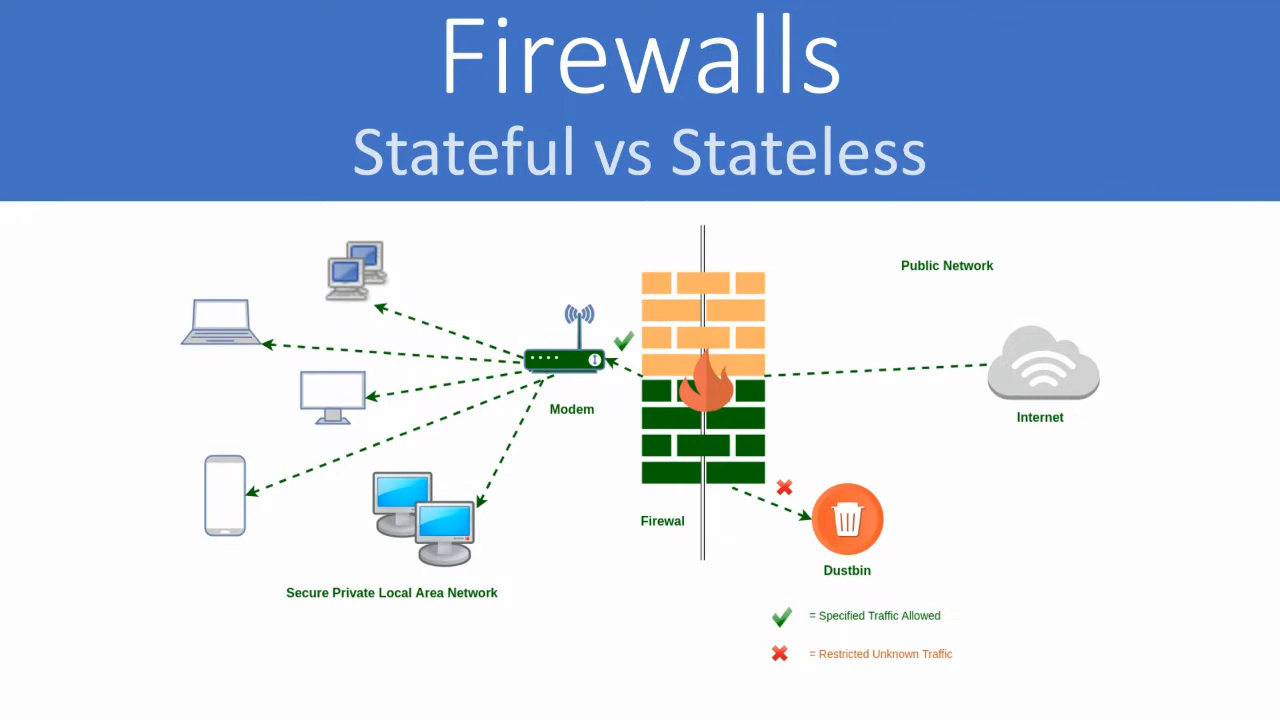 Firewalls
Stateful vs Stateless
Public Network
Modem
Internet
Firewal
Dustbin
Secure Private Local Area Network
= Specified Traffic Allowed
= Restricted Unknown Traffic